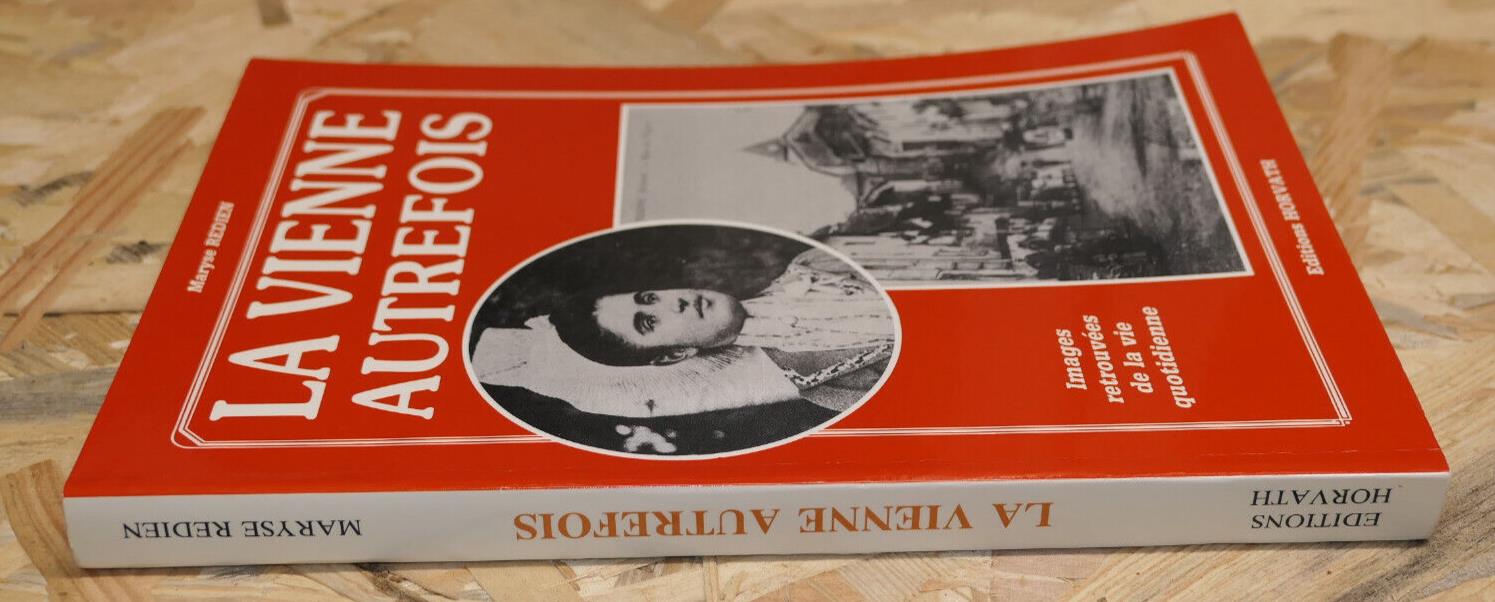 Maryse REDIEN
LA VIENNE
AUTREFOIS
Images
retrouvées
de la vie
quotidienne
Editions HORVATH
MARYSE REDIEN
LA VIENNE AUTREFOIS
EDITIONS
HORVATH